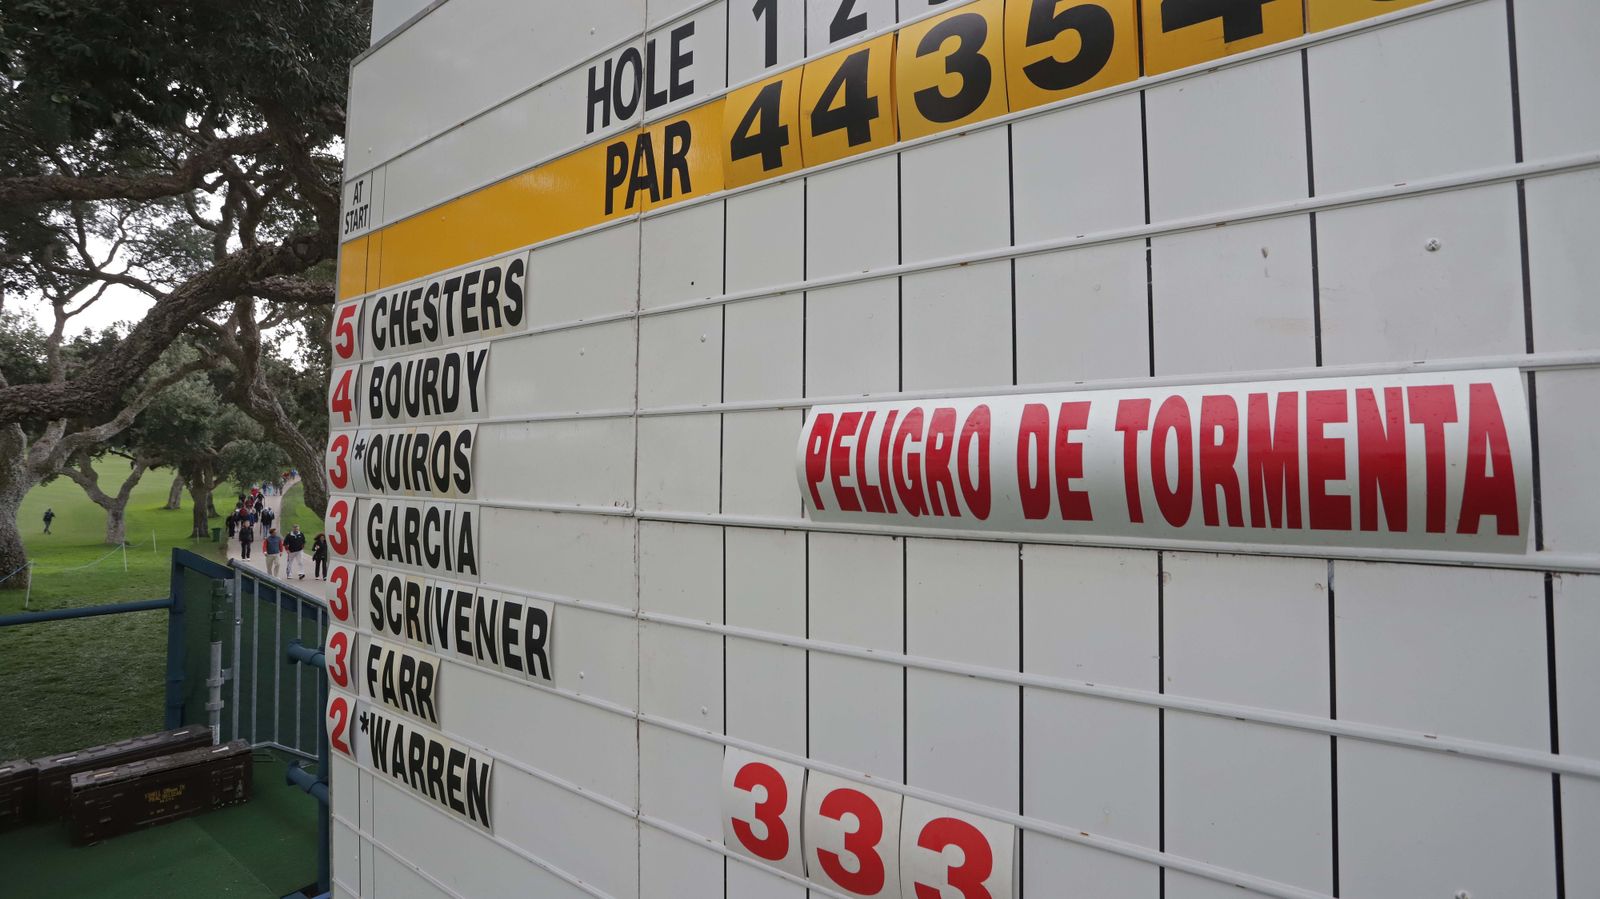 HOLE 1 2
PAR 4 4 3 5 4
AT START
5 CHESTERS
4 BOURDY
3 *QUIROS
PELIGRO DE TORMENTA
3 GARCIA
3 SCRIVENER
3 FARR
2 *WARREN
3 3 3